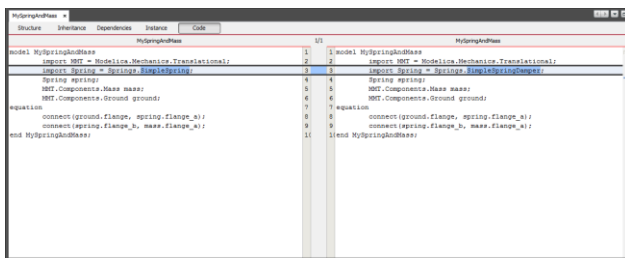 MySpringAndMass
Structure Inheritance Dependencies Instance Code
MySpringAndMass 1/1 MySpringAndMass
model MySpringAndMass 1
import MMT = Modelica.Mechanics.Translational; 2
import Spring = Springs.SimpleSpring; 3
Spring spring; 4
MMT.Components.Mass mass; 5
MMT.Components.Ground ground; 6
equation 7
connect(ground.flange, spring.flange_a); 8
connect(spring.flange_b, mass.flange_a); 9
end MySpringAndMass; 10
1 model MySpringAndMass
2 import MMT = Modelica.Mechanics.Translational;
3 import Spring = Springs.SimpleSpringDamper;
4 Spring spring;
5 MMT.Components.Mass mass;
6 MMT.Components.Ground ground;
7 equation
8 connect(ground.flange, spring.flange_a);
9 connect(spring.flange_b, mass.flange_a);
10 end MySpringAndMass;